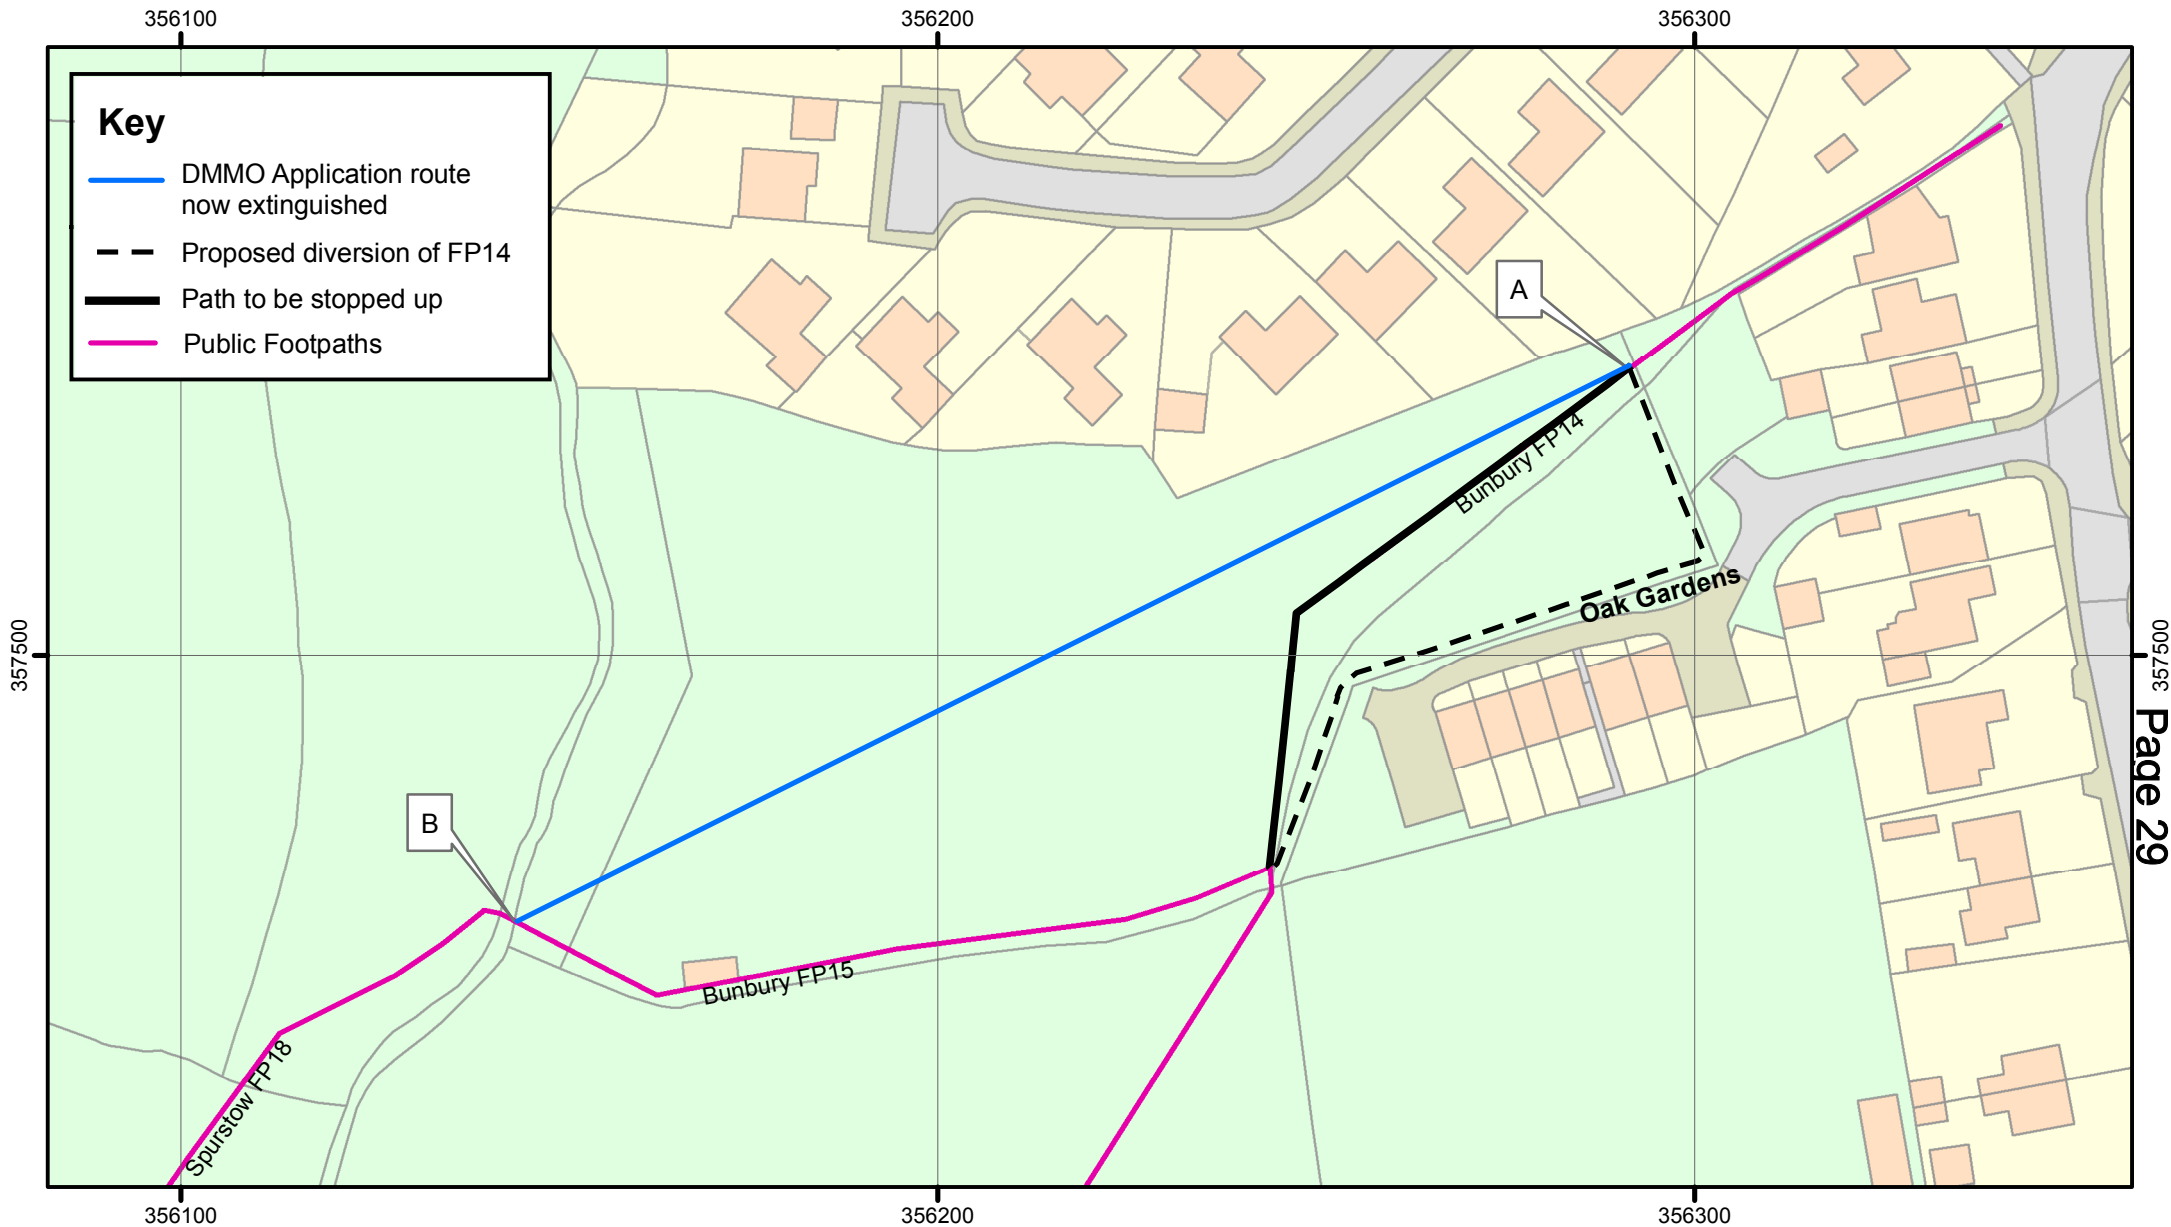 356100
356200
356300
Key
DMMO Application route
now extinguished
Proposed diversion of FP14
Path to be stopped up
Public Footpaths
A
Bunbury FP14
Oak Gardens
357500
357500
Page 29
B
Bunbury FP15
Spurstow FP18
356100
356200
356300